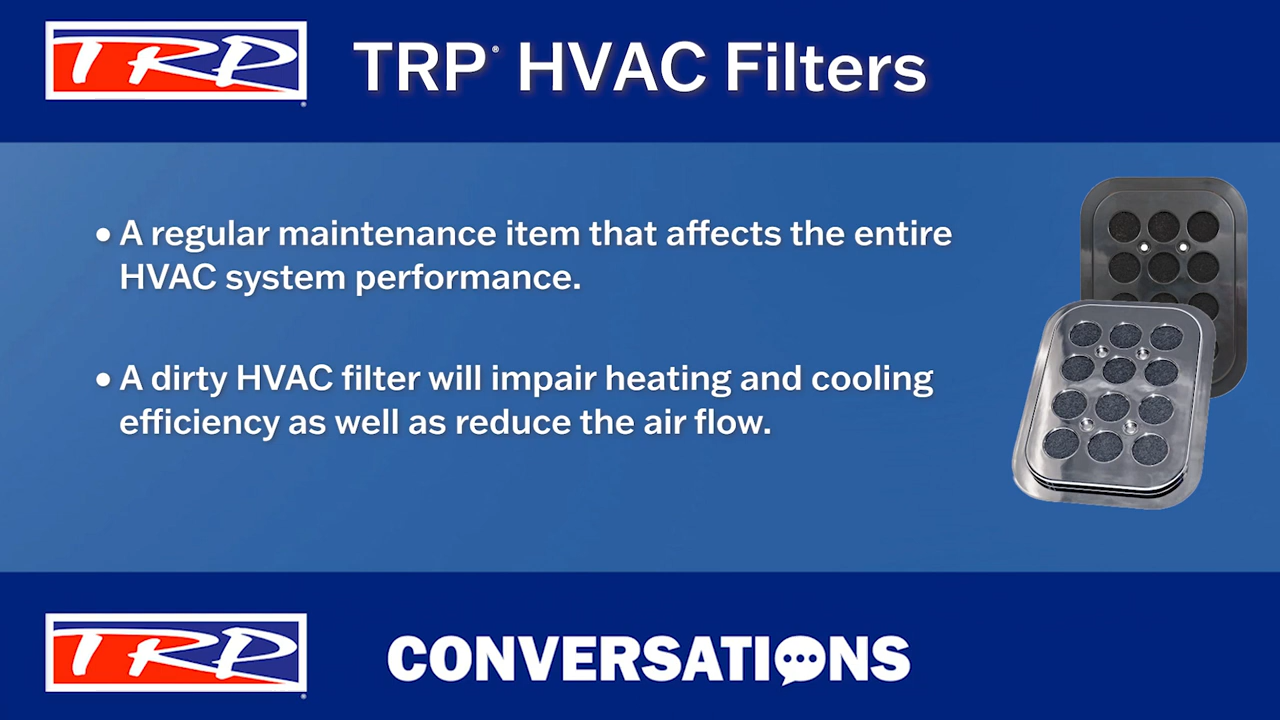 TRP® TRP® HVAC Filters
• A regular maintenance item that affects the entire
HVAC system performance.
• A dirty HVAC filter will impair heating and cooling
efficiency as well as reduce the air flow.
TRP® CONVERSATIONS